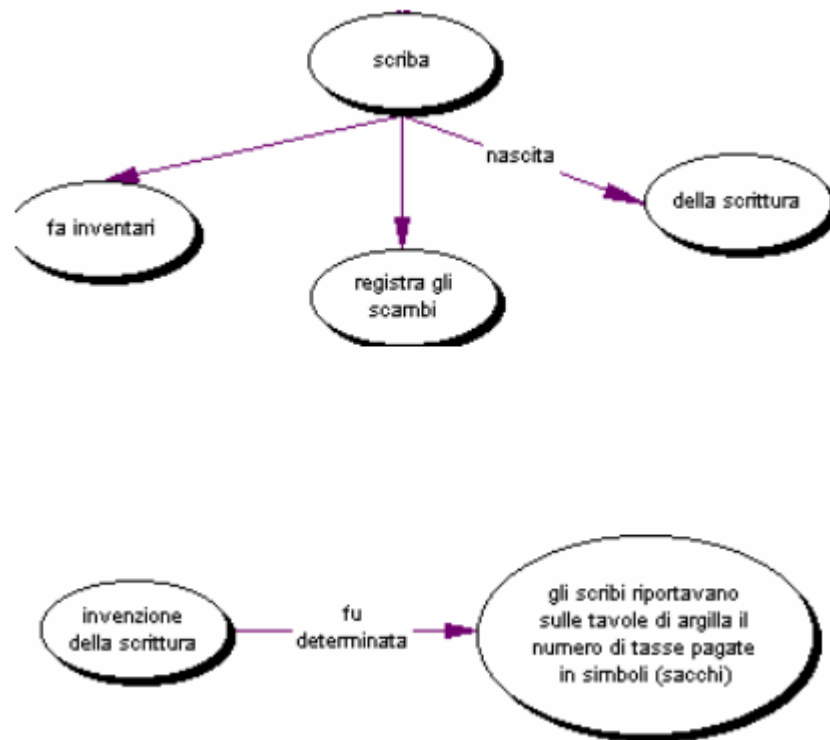 scriba
nascita
fa inventari
della scrittura
registra gli
scambi
invenzione
della scrittura
fu
determinata
gli scribi riportavano
sulle tavole di argilla il
numero di tasse pagate
in simboli (sacchi)